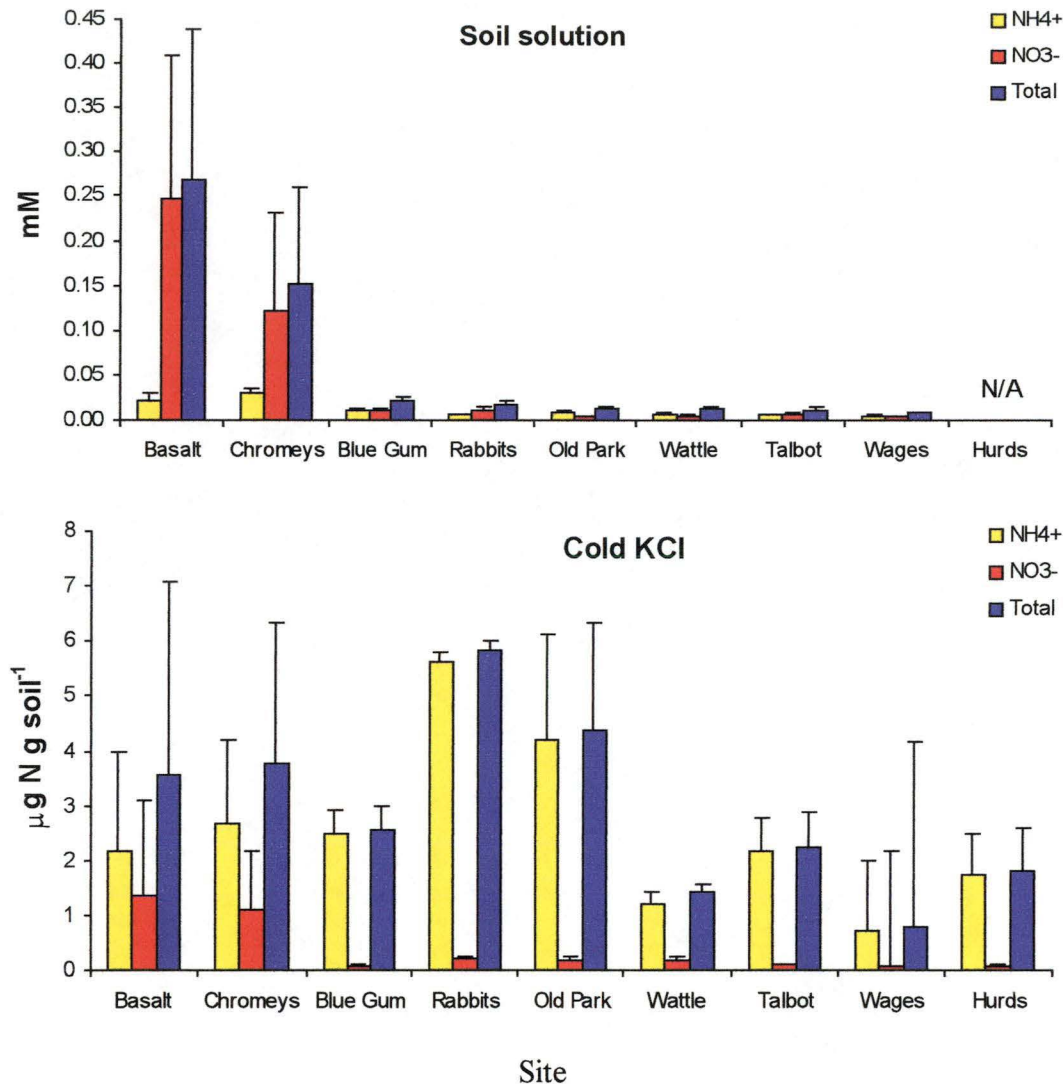 Soil solution
NH4+
NO3-
Total
mM
0.45
0.40
0.35
0.30
0.25
0.20
0.15
0.10
0.05
0.00
N/A
Basalt Chromeys Blue Gum Rabbits Old Park Wattle Talbot Wages Hurds
Cold KCl
NH4+
NO3-
Total
µg N g soil⁻¹
8
7
6
5
4
3
2
1
0
Basalt Chromeys Blue Gum Rabbits Old Park Wattle Talbot Wages Hurds
Site